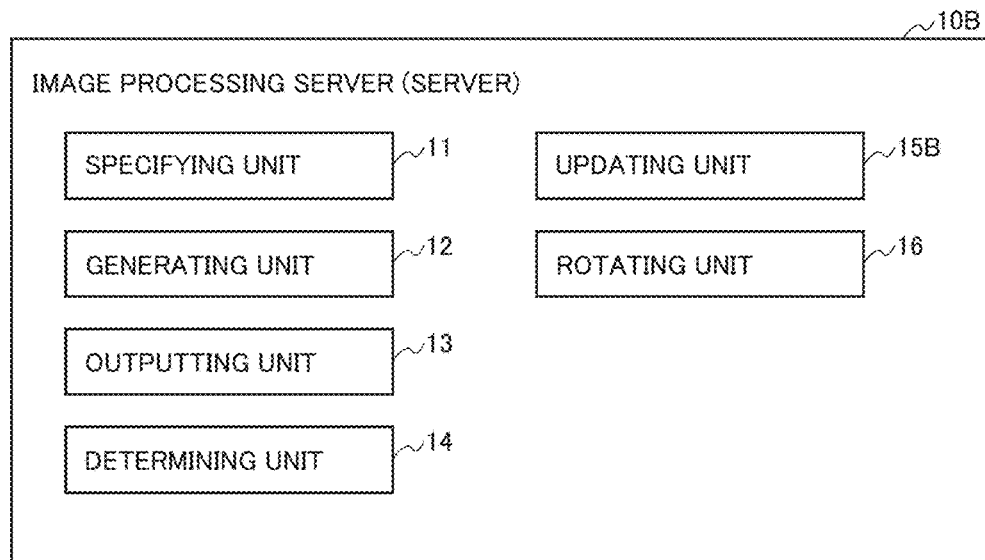 10B
IMAGE PROCESSING SERVER (SERVER)
SPECIFYING UNIT 11
GENERATING UNIT 12
OUTPUTTING UNIT 13
DETERMINING UNIT 14
UPDATING UNIT 15B
ROTATING UNIT 16